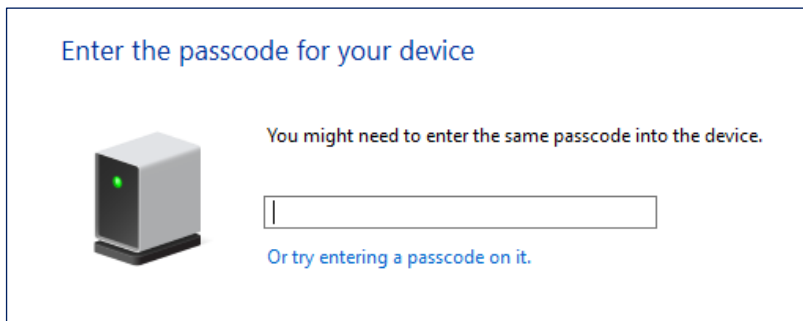 Enter the passcode for your device
You might need to enter the same passcode into the device.
Or try entering a passcode on it.